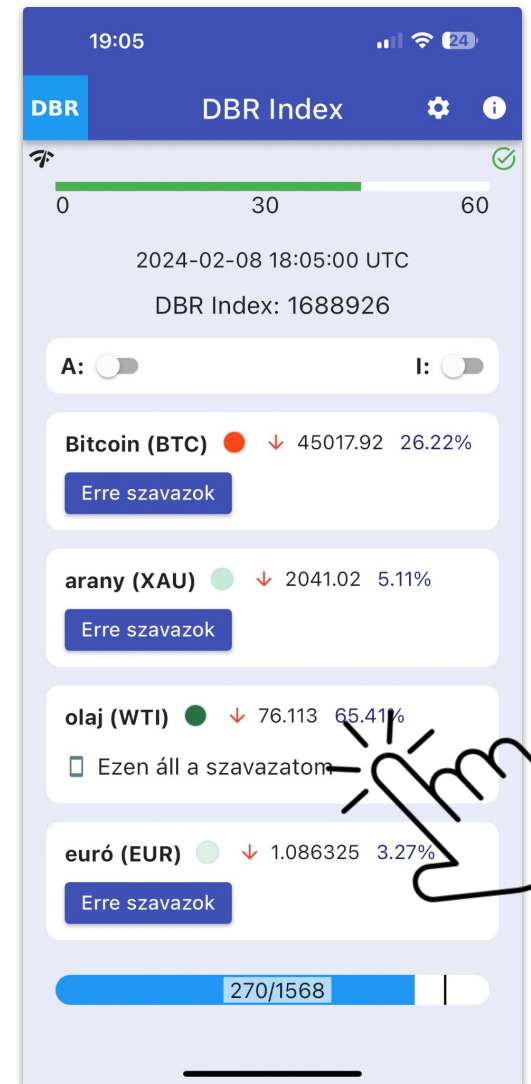 19:05
24
DBR
DBR Index
0 30 60
2024-02-08 18:05:00 UTC
DBR Index: 1688926
A: I:
Bitcoin (BTC) 45017.92 26.22%
Erre szavazok
arany (XAU) 2041.02 5.11%
Erre szavazok
olaj (WTI) 76.113 65.41%
Ezen áll a szavazatom
euró (EUR) 1.086325 3.27%
Erre szavazok
270/1568